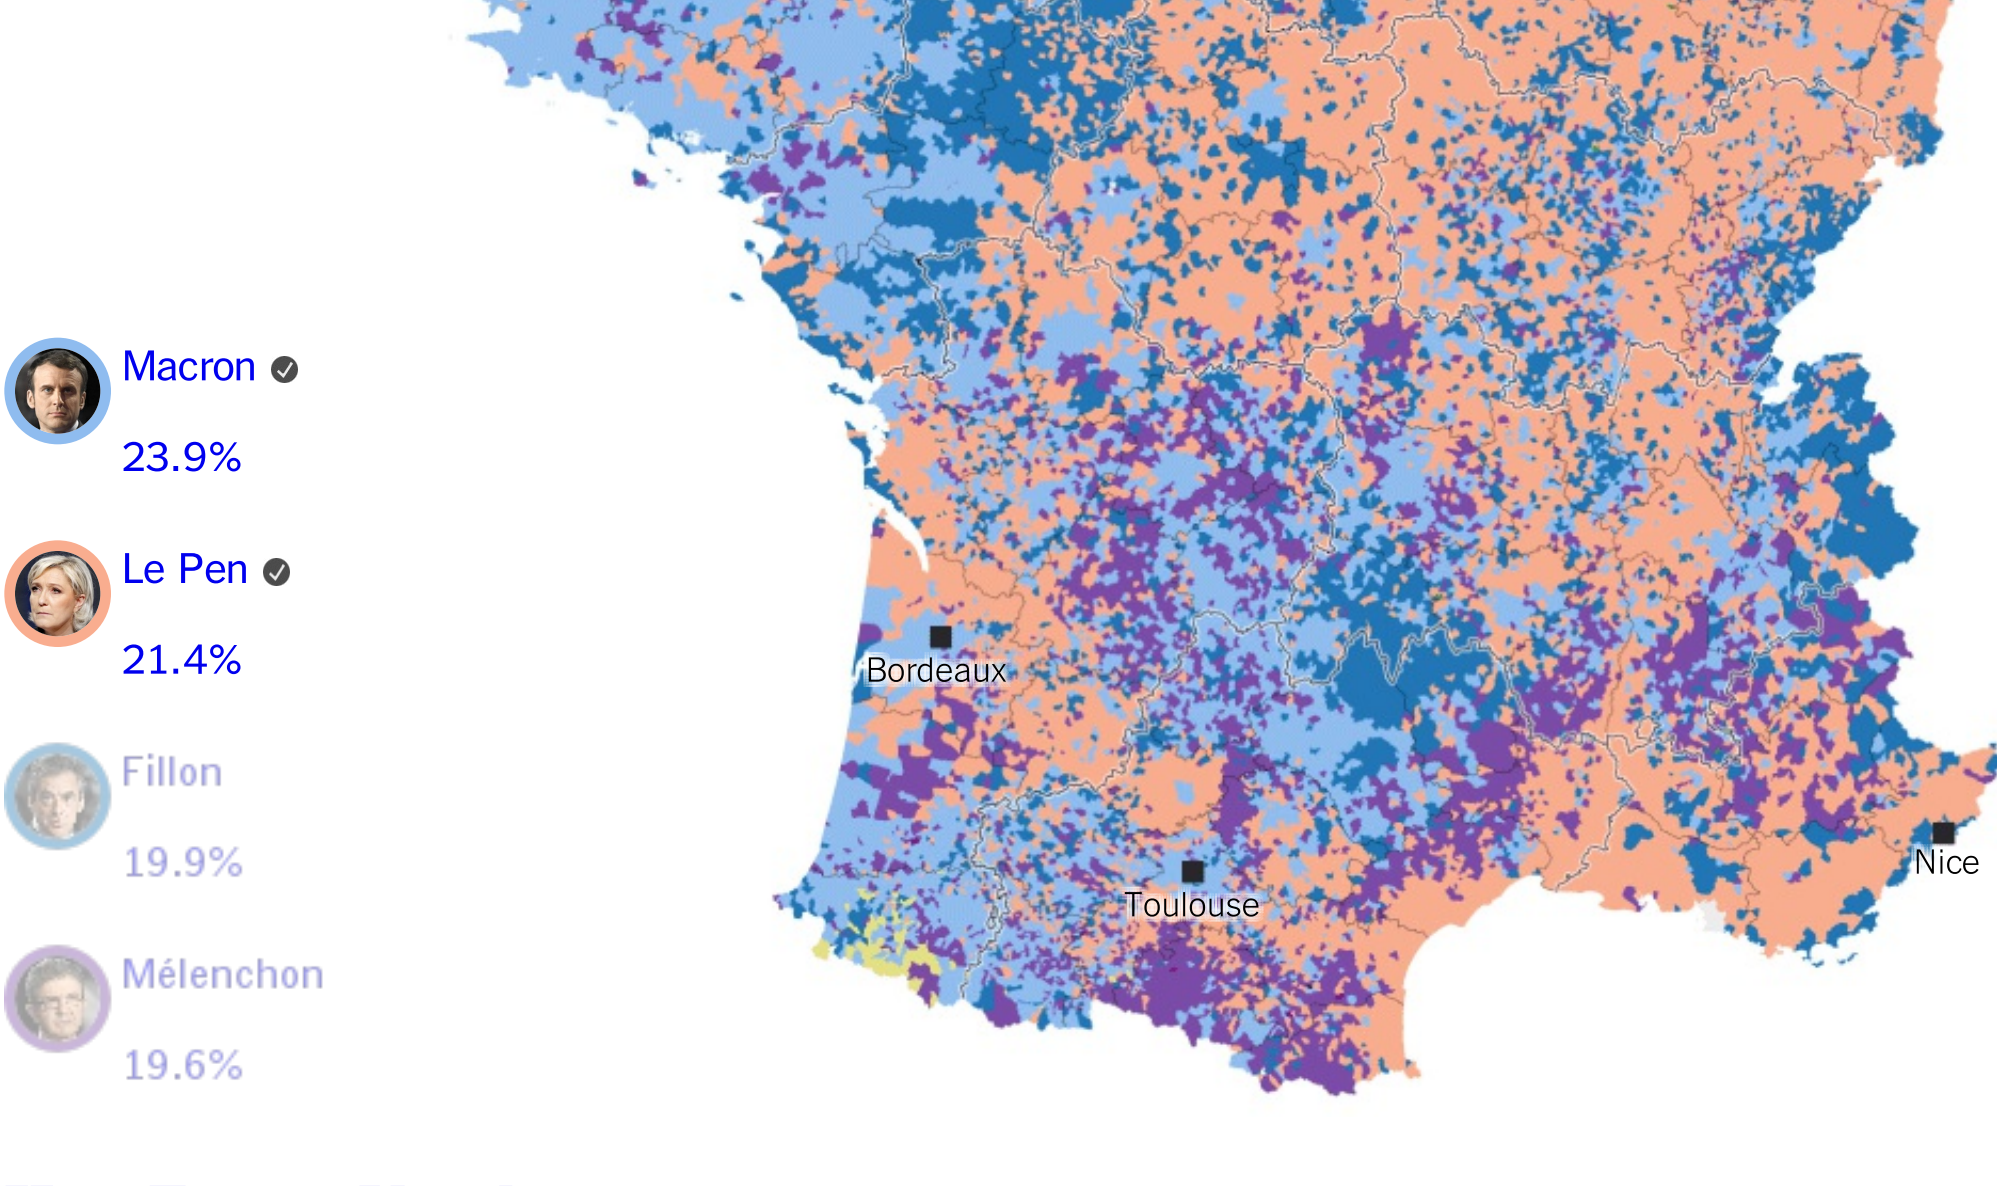 Macron
23.9%
Le Pen
21.4%
Fillon
19.9%
Mélenchon
19.6%
Bordeaux
Toulouse
Nice